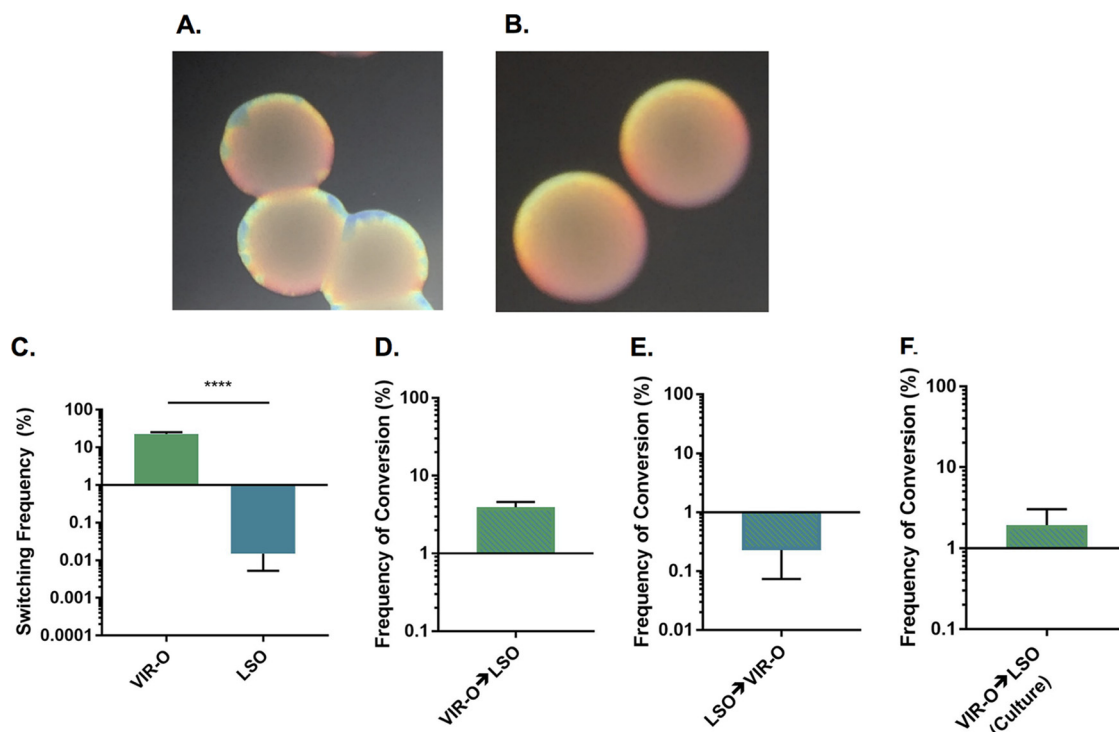 A.
B.
C.
Switching Frequency (%)
100
10
1
0.1
0.01
0.001
0.0001
****
VIR-O
LSO
D.
Frequency of Conversion (%)
100
10
1
0.1
VIR-O➔LSO
E.
Frequency of Conversion (%)
100
10
1
0.1
0.01
LSO➔VIR-O
F.
Frequency of Conversion (%)
100
10
1
0.1
VIR-O➔LSO
(Culture)